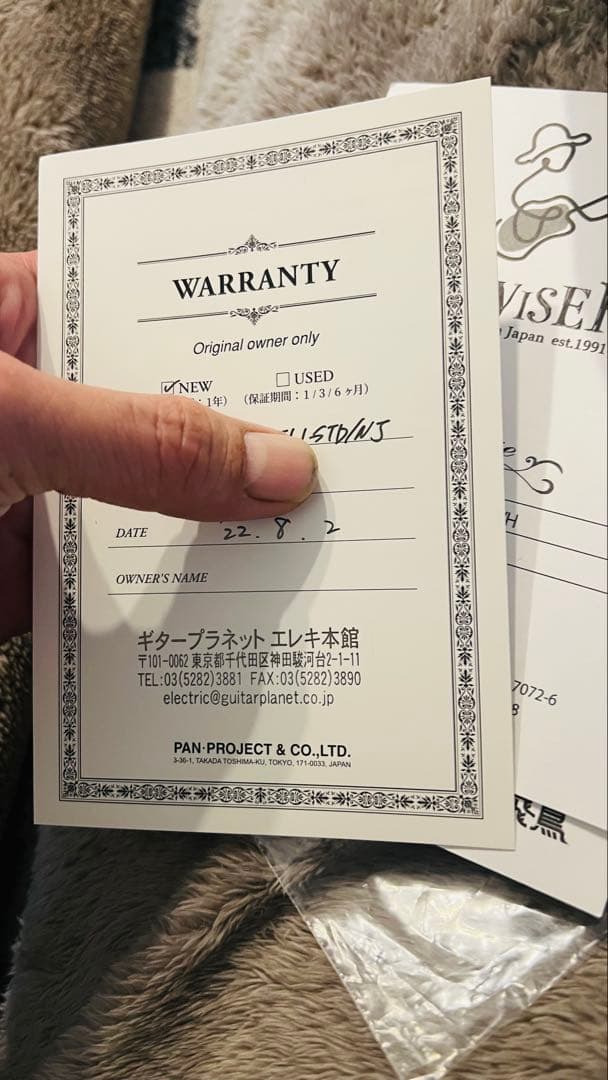 WARRANTY
Original owner only
NEW USED
1年） （保証期間：1/3/6ヶ月）
STD/NJ
DATE 22.8.2
OWNER'S NAME
ギタープラネット エレキ本館
〒101-0062 東京都千代田区神田駿河台2-1-11
TEL:03(5282)3881 FAX:03(5282)3890
electric@guitarplanet.co.jp
PAN·PROJECT & CO.,LTD.
3-36-1, TAKADA TOSHIMA-KU, TOKYO, 171-0033, JAPAN
Japan est.1991
7072-6
8